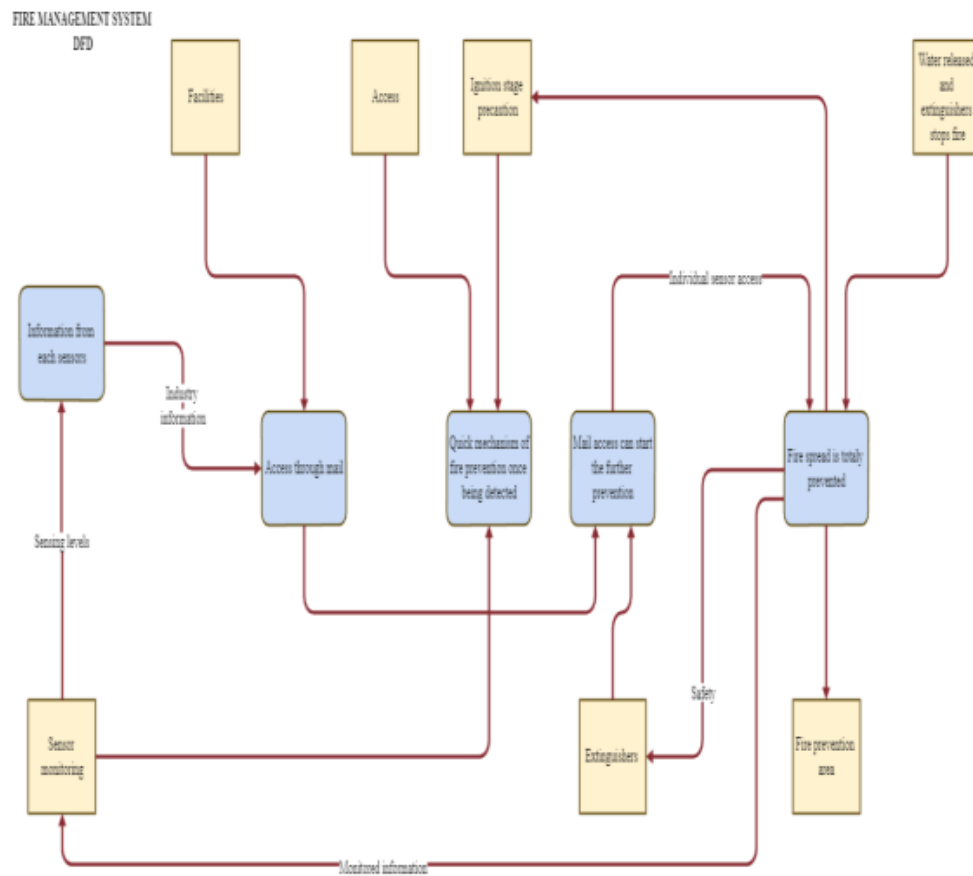 FIRE MANAGEMENT SYSTEM
DFD
Facilities
Access
Ignition stage
precaution
Water released
and
extinguishers
stops fire
Individual sensor access
Information from
each sensors
Industry
information
Access through mail
Quick mechanism of
fire prevention once
being detected
Mail access can start
the further
prevention
Fire spread is totally
prevented
Sensing levels
Safety
Sensor
monitoring
Extinguishers
Fire prevention
area
Monitored information